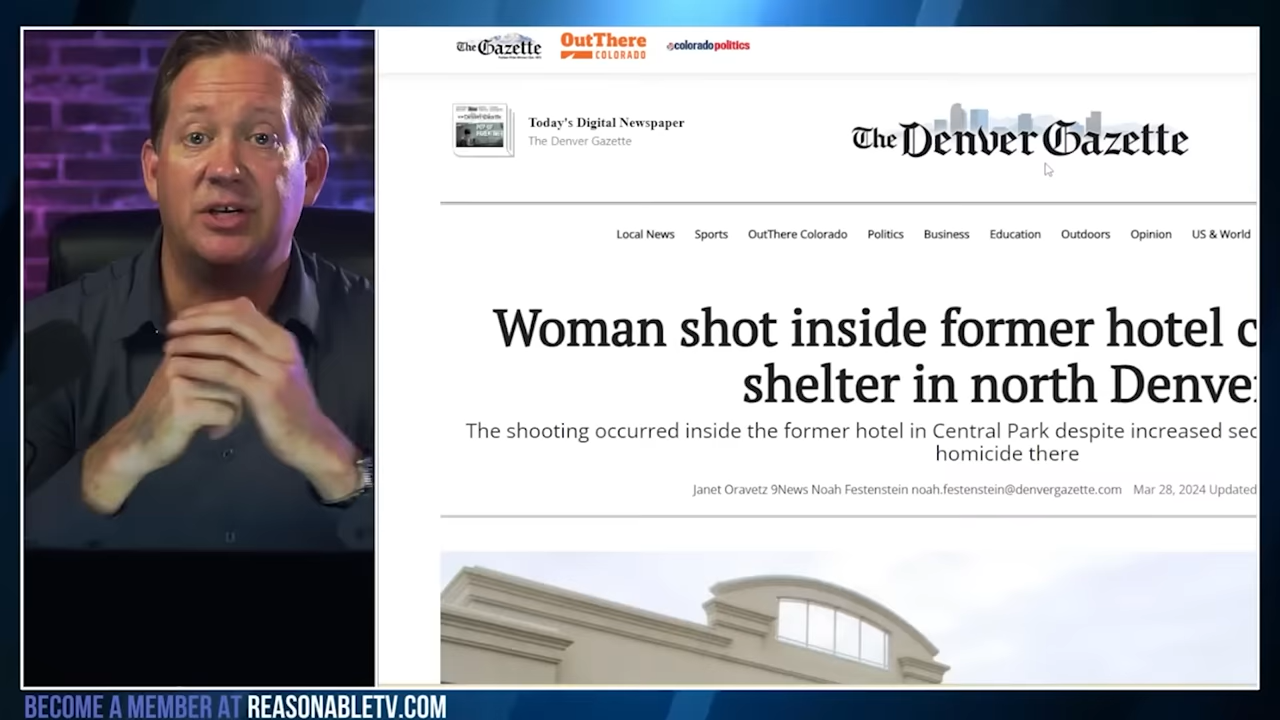 The Gazette
OutThere
COLORADO
coloradopolitics
Today's Digital Newspaper
The Denver Gazette
The Denver Gazette
Local News Sports OutThere Colorado Politics Business Education Outdoors Opinion US & World
Woman shot inside former hotel c
shelter in north Denver
The shooting occurred inside the former hotel in Central Park despite increased sec
homicide there
Janet Oravetz 9News Noah Festenstein noah.festenstein@denvergazette.com Mar 28, 2024 Updated
BECOME A MEMBER AT REASONABLETV.COM